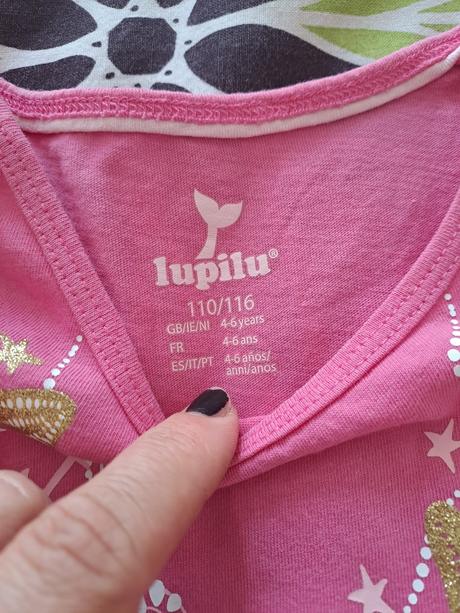 lupilu®
110/116
GB/IE/NI 4-6 years
FR 4-6 ans
ES/IT/PT 4-6 años/
anni/anos